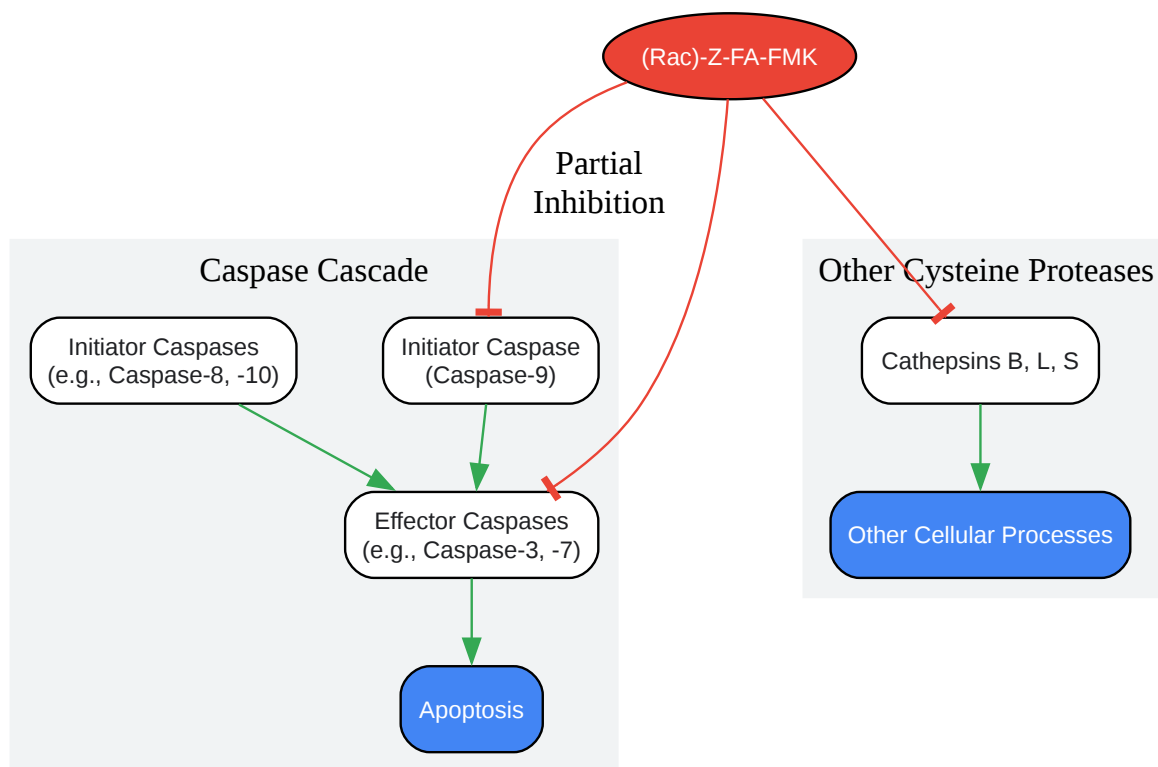 (Rac)-Z-FA-FMK
Partial
Inhibition
Caspase Cascade
Other Cysteine Proteases
Initiator Caspases
(e.g., Caspase-8, -10)
Initiator Caspase
(Caspase-9)
Cathepsins B, L, S
Effector Caspases
(e.g., Caspase-3, -7)
Other Cellular Processes
Apoptosis